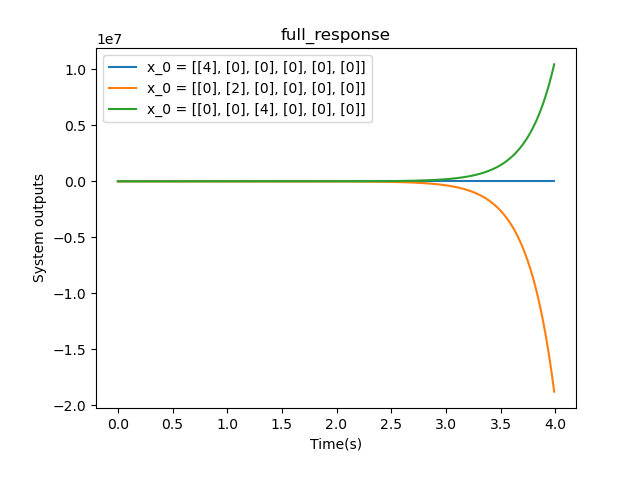 full_response
1e7
x_0 = [[4], [0], [0], [0], [0], [0]]
x_0 = [[0], [2], [0], [0], [0], [0]]
x_0 = [[0], [0], [4], [0], [0], [0]]
1.0
0.5
0.0
−0.5
−1.0
−1.5
−2.0
System outputs
0.0 0.5 1.0 1.5 2.0 2.5 3.0 3.5 4.0
Time(s)